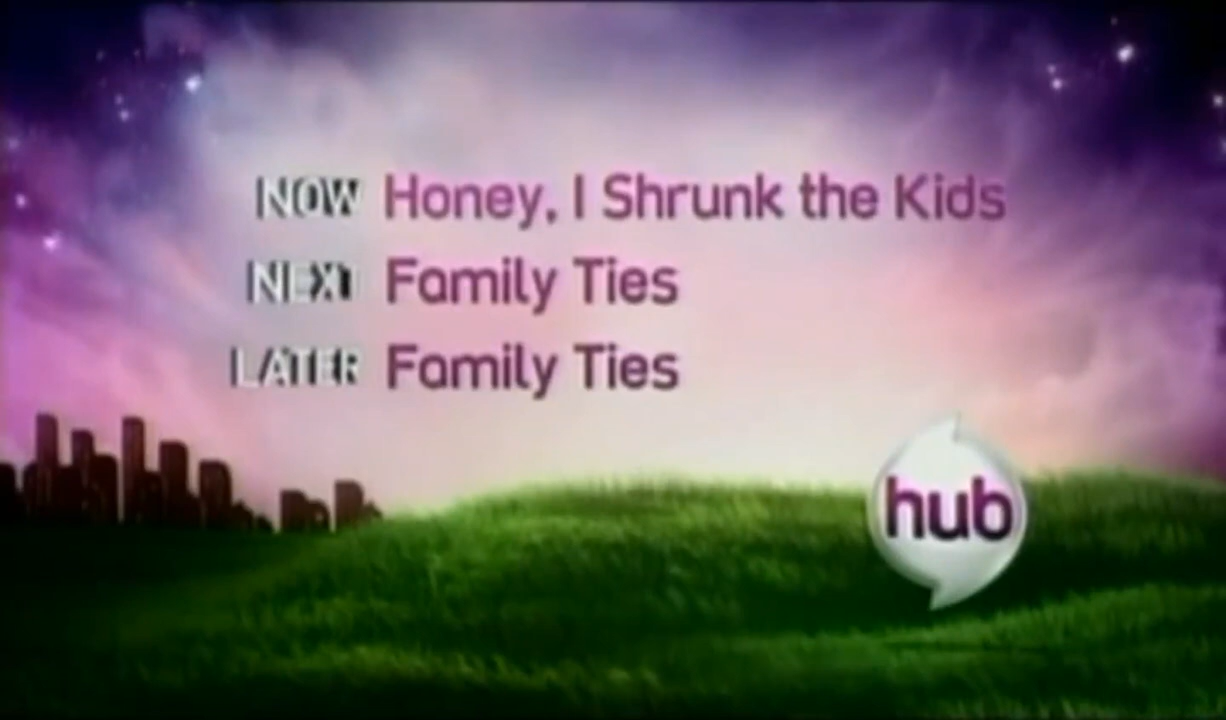 NOW Honey, I Shrunk the Kids
NEXT Family Ties
LATER Family Ties
hub